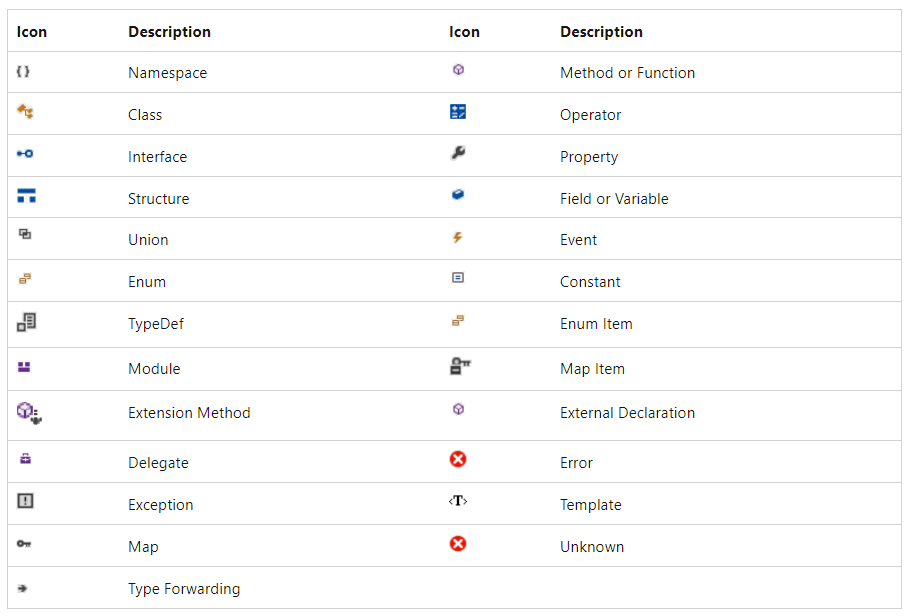 Icon Description Icon Description
{ } Namespace Method or Function
Class Operator
Interface Property
Structure Field or Variable
Union Event
Enum Constant
TypeDef Enum Item
Module Map Item
Extension Method External Declaration
Delegate Error
Exception <T> Template
Map Unknown
Type Forwarding